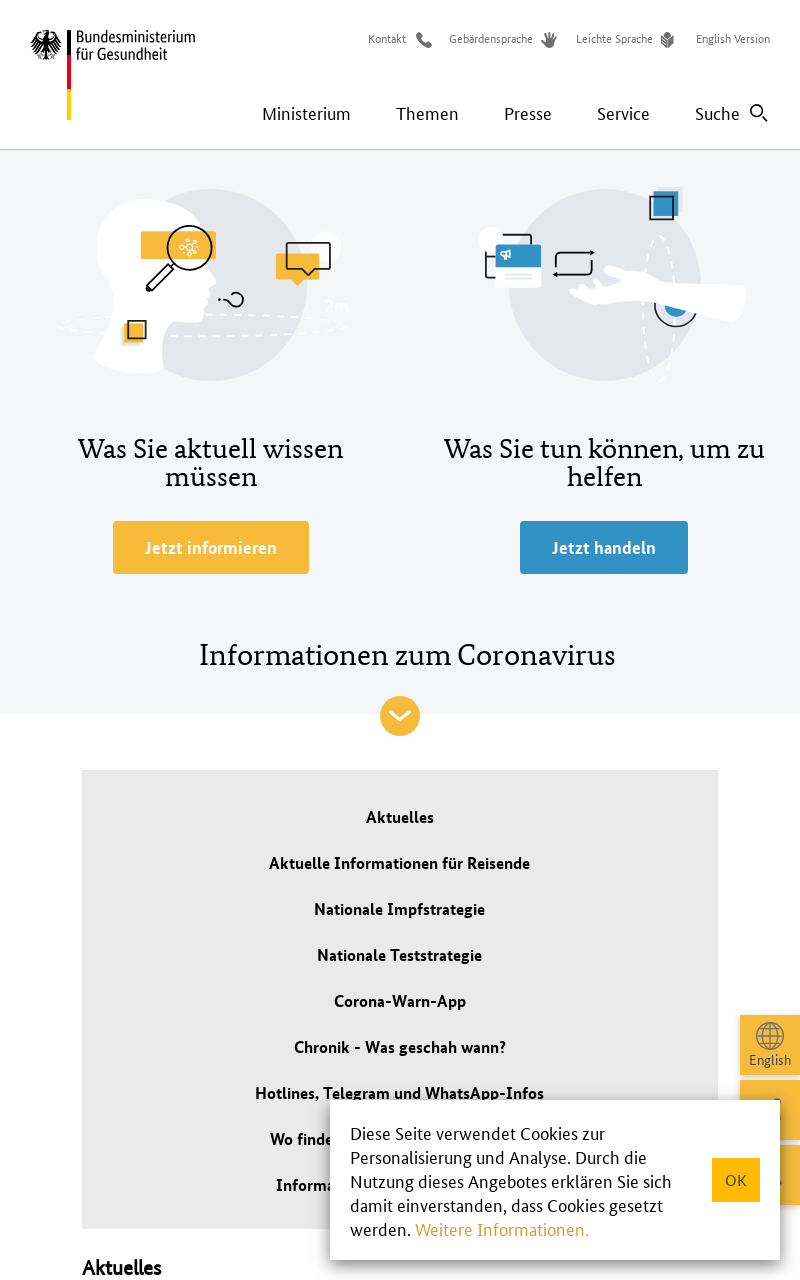 Bundesministerium
für Gesundheit
Kontakt
Gebärdensprache
Leichte Sprache
English Version
Ministerium
Themen
Presse
Service
Suche
2m
Was Sie aktuell wissen
müssen
Jetzt informieren
Was Sie tun können, um zu
helfen
Jetzt handeln
Informationen zum Coronavirus
Aktuelles
Aktuelle Informationen für Reisende
Nationale Impfstrategie
Nationale Teststrategie
Corona-Warn-App
Chronik - Was geschah wann?
Hotlines, Telegram und WhatsApp-Infos
Wo
English
Diese Seite verwendet Cookies zur
Personalisierung und Analyse. Durch die
Nutzung dieses Angebotes erklären Sie sich
damit einverstanden, dass Cookies gesetzt
werden. Weitere Informationen.
OK
Aktuelles